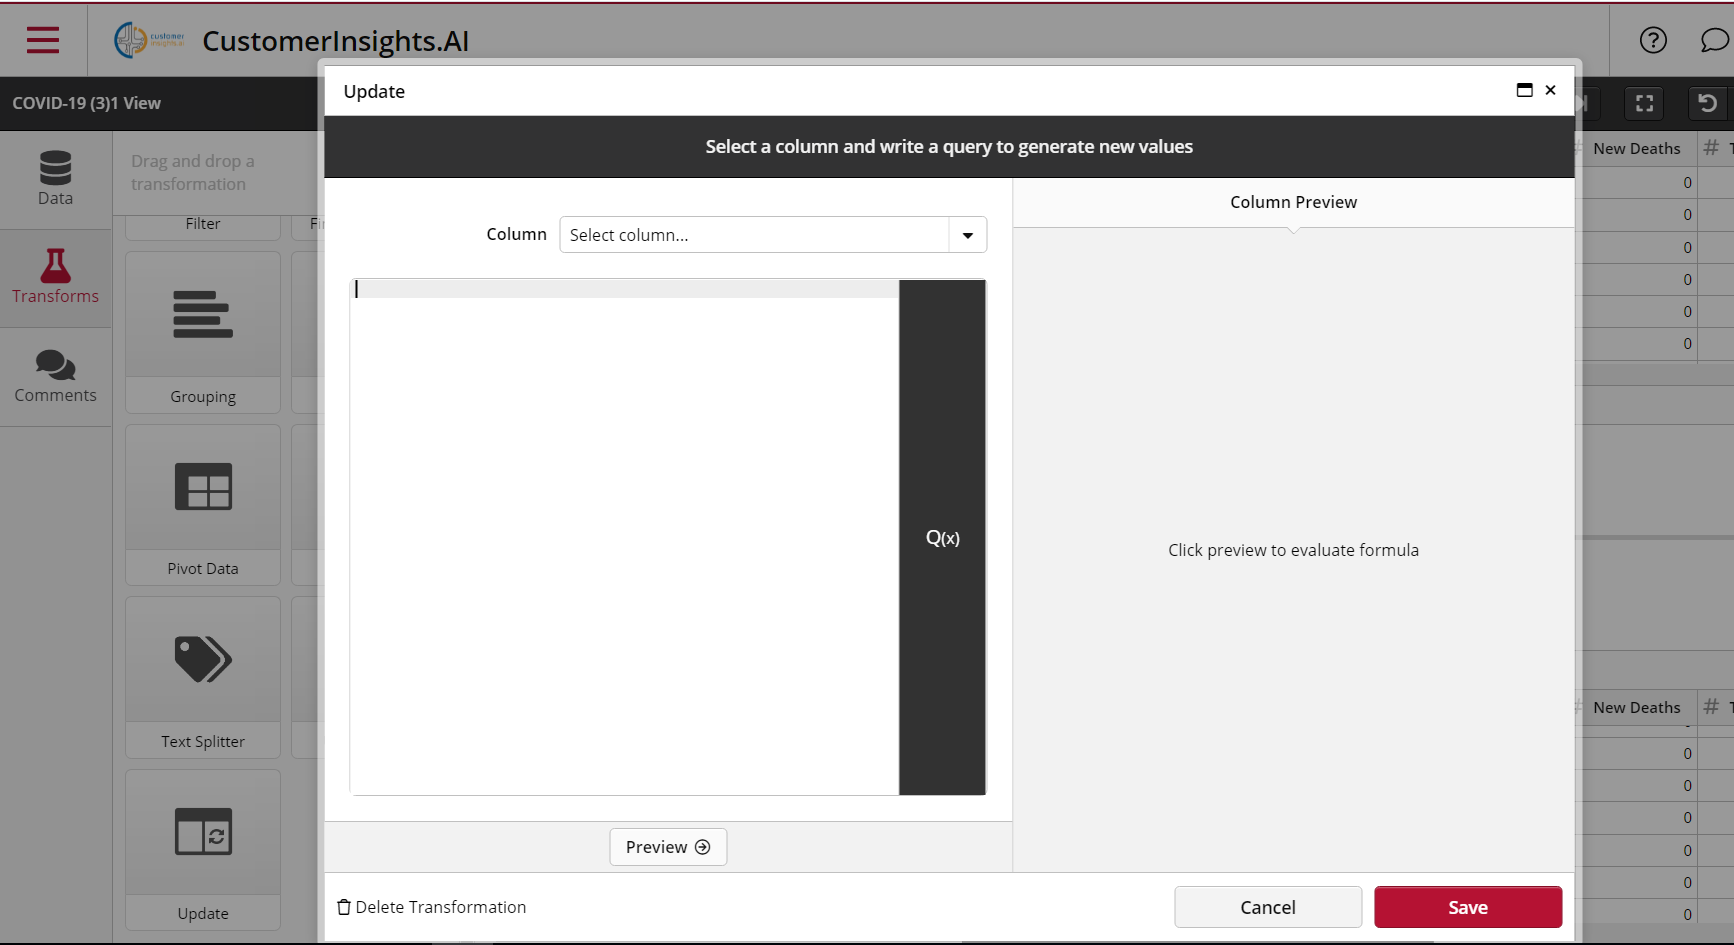 customer
insights.ai
CustomerInsights.AI
COVID-19 (3)1 View
Update
Select a column and write a query to generate new values
Data
Transforms
Comments
Drag and drop a
transformation
Filter
Grouping
Pivot Data
Text Splitter
Update
Column
Select column...
Q(x)
Preview
Column Preview
Click preview to evaluate formula
Delete Transformation
Cancel
Save
# New Deaths #
0
0
0
0
0
0
# New Deaths #
0
0
0
0
0
0